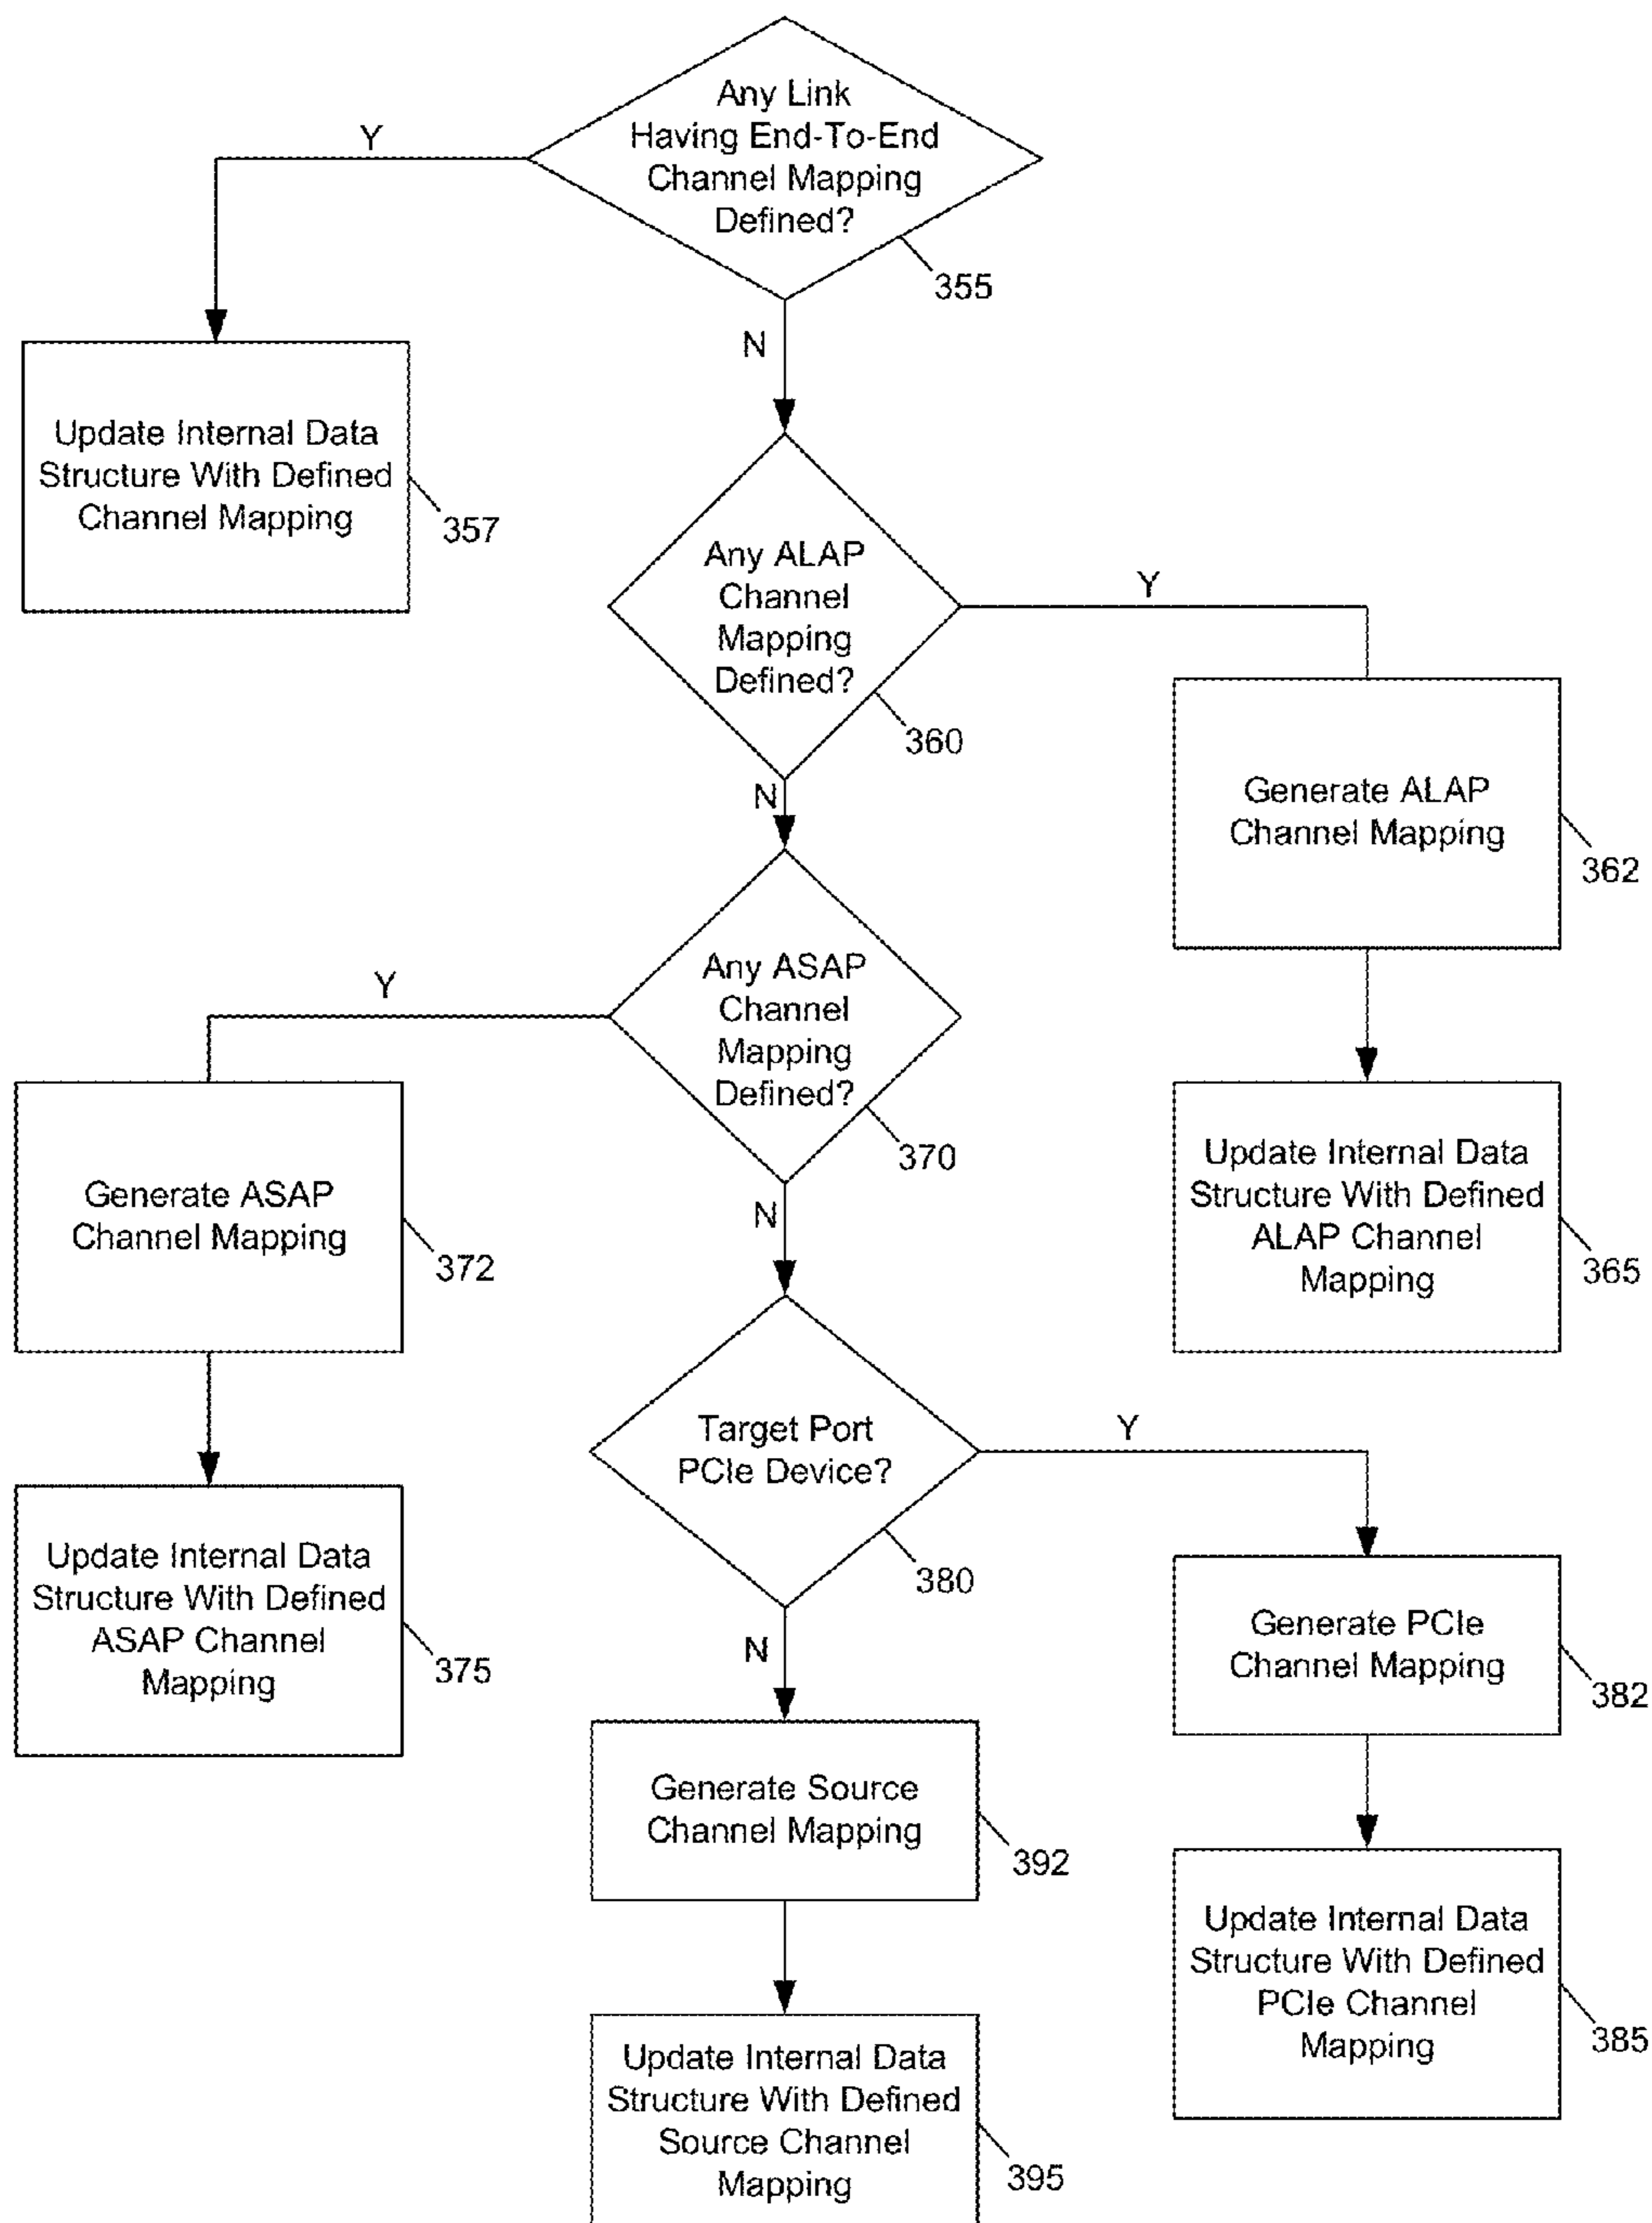 Any Link
Having End-To-End
Channel Mapping
Defined?
355
Y
N
Update Internal Data
Structure With Defined
Channel Mapping
357
Any ALAP
Channel
Mapping
Defined?
360
Y
N
Generate ALAP
Channel Mapping
362
Update Internal Data
Structure With Defined
ALAP Channel
Mapping
365
Any ASAP
Channel
Mapping
Defined?
370
Y
N
Generate ASAP
Channel Mapping
372
Update Internal Data
Structure With Defined
ASAP Channel
Mapping
375
Target Port
PCIe Device?
380
Y
N
Generate PCIe
Channel Mapping
382
Update Internal Data
Structure With Defined
PCIe Channel
Mapping
385
Generate Source
Channel Mapping
392
Update Internal Data
Structure With Defined
Source Channel
Mapping
395